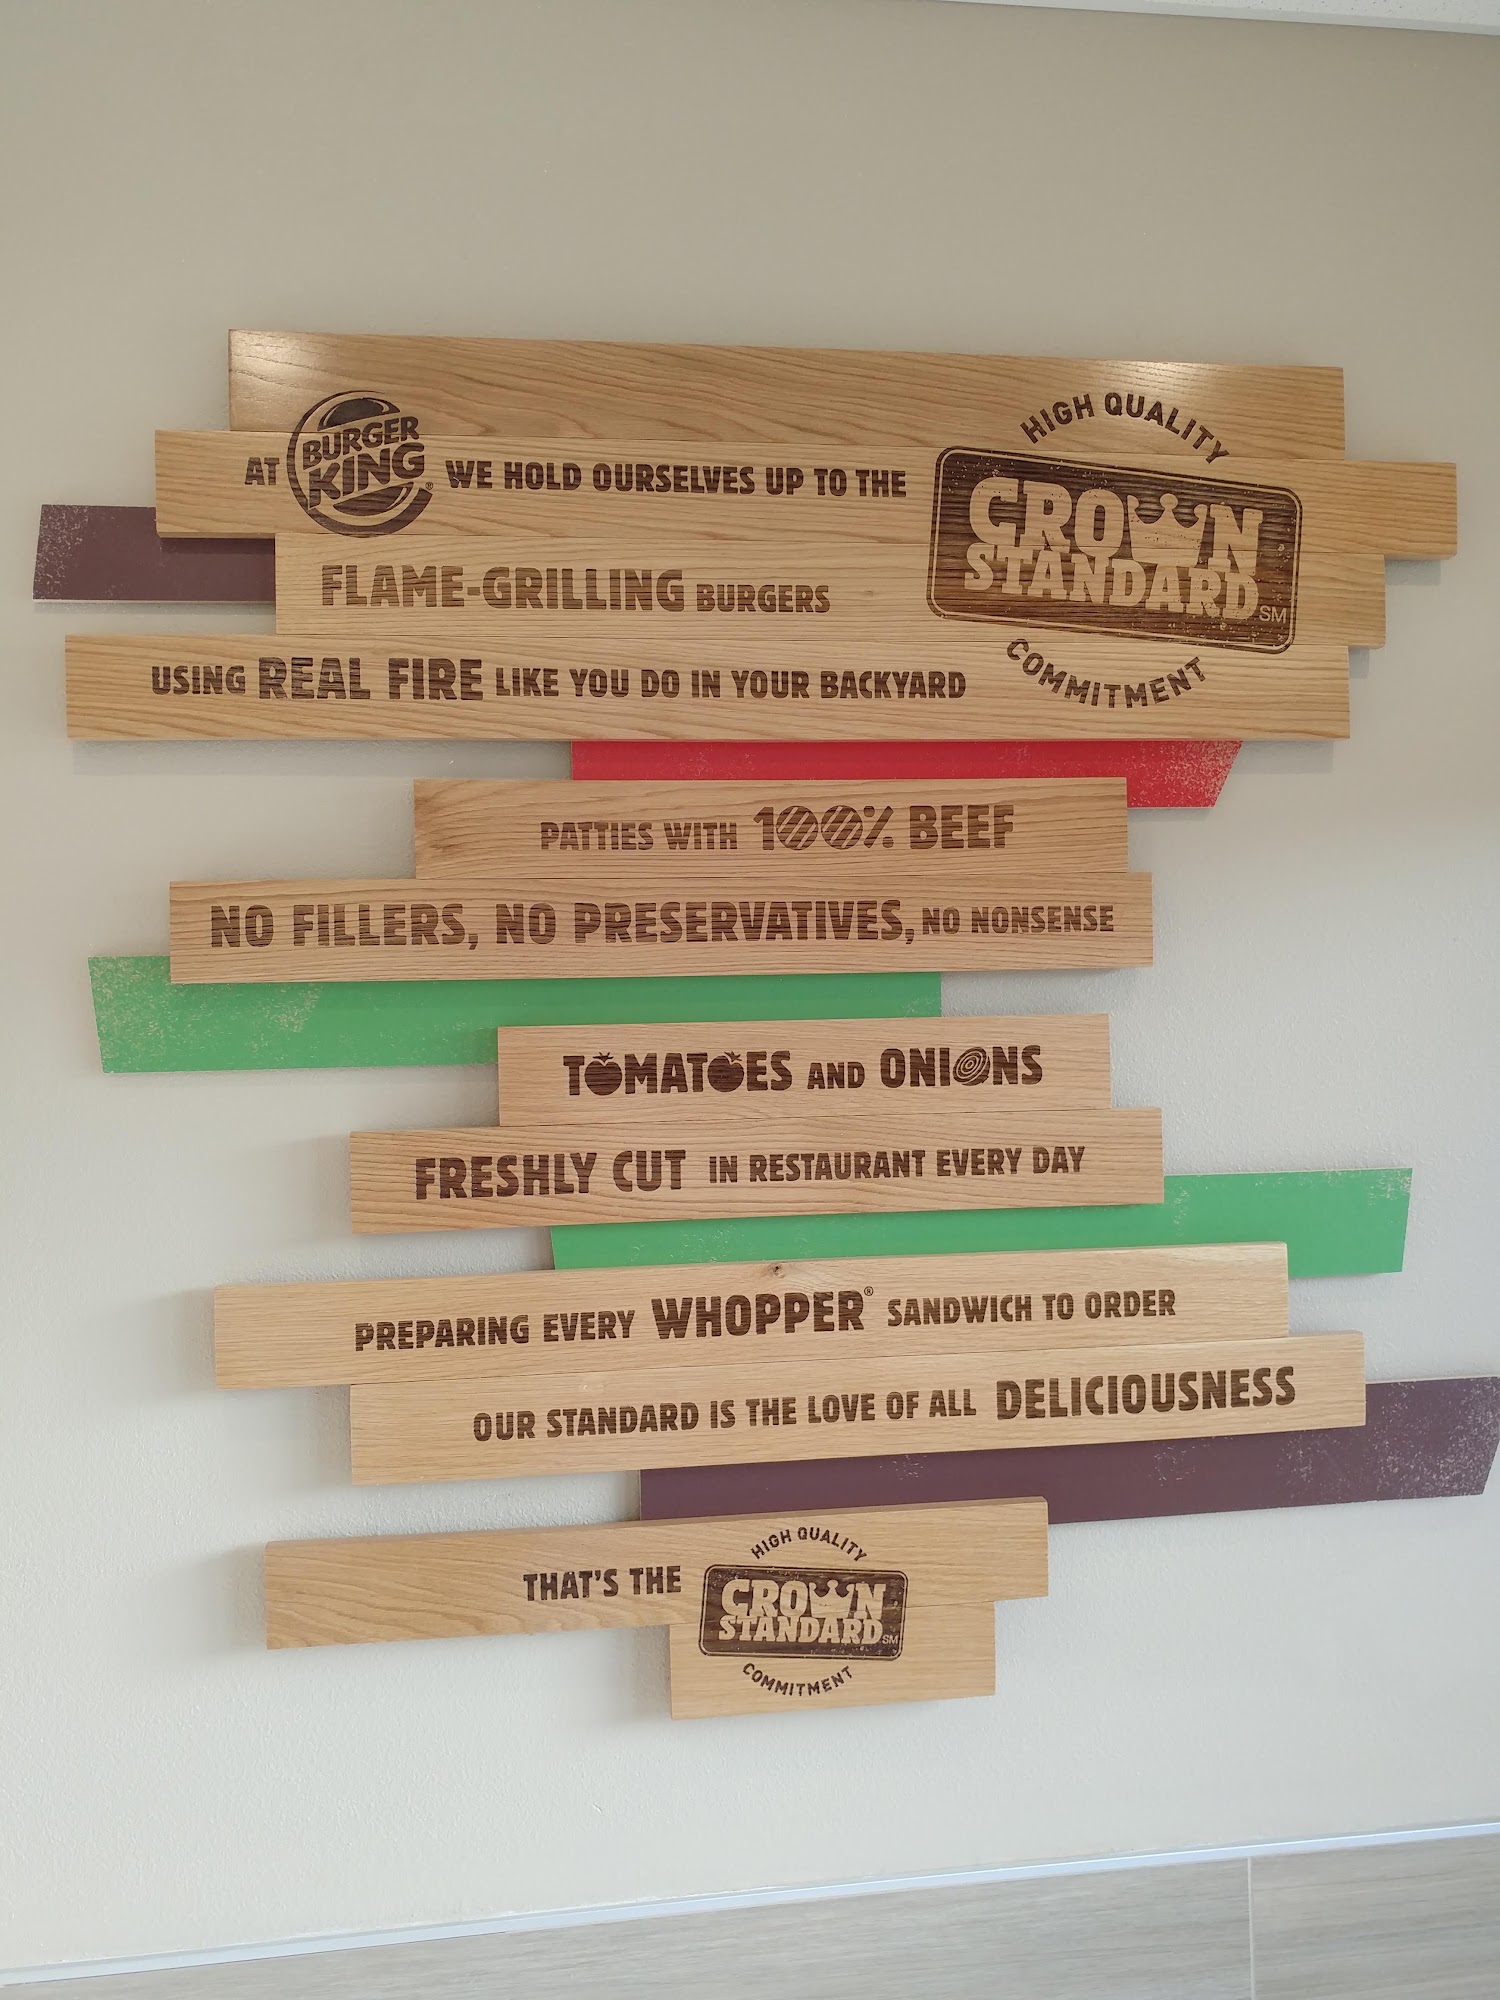 HIGH QUALITY
AT BURGER KING® WE HOLD OURSELVES UP TO THE CROWN STANDARD SM
FLAME-GRILLING BURGERS
COMMITMENT
USING REAL FIRE LIKE YOU DO IN YOUR BACKYARD
PATTIES WITH 100% BEEF
NO FILLERS, NO PRESERVATIVES, NO NONSENSE
TOMATOES AND ONIONS
FRESHLY CUT IN RESTAURANT EVERY DAY
PREPARING EVERY WHOPPER® SANDWICH TO ORDER
OUR STANDARD IS THE LOVE OF ALL DELICIOUSNESS
HIGH QUALITY
THAT'S THE CROWN STANDARD SM
COMMITMENT